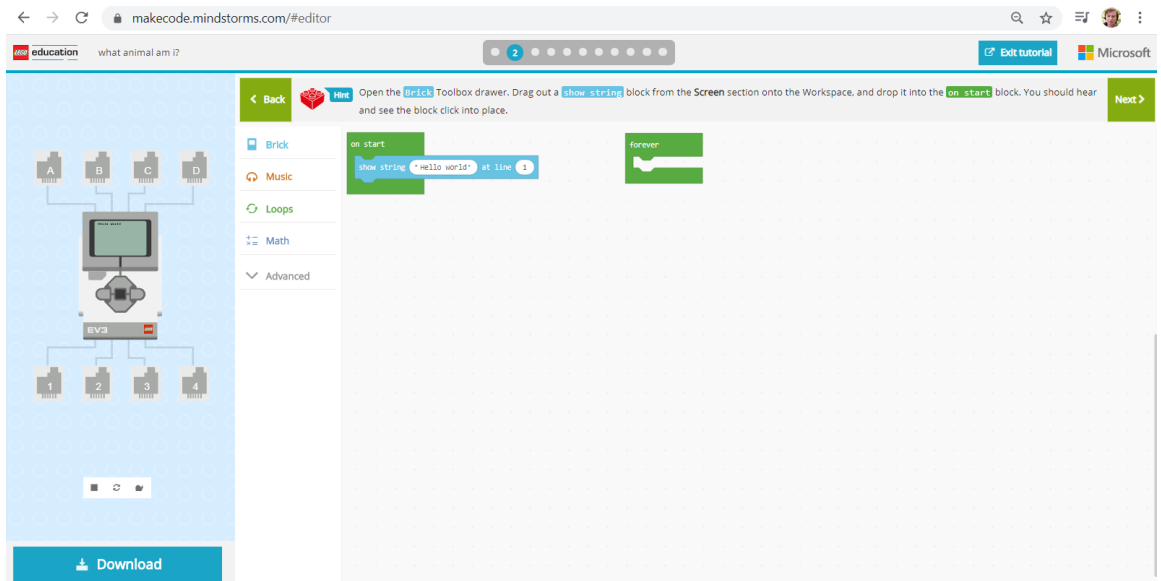 makecode.mindstorms.com/#editor
LEGO education what animal am i?
2
Exit tutorial
Microsoft
Back
Hint
Open the Brick Toolbox drawer. Drag out a show string block from the Screen section onto the Workspace, and drop it into the on start block. You should hear
and see the block click into place.
Next
Brick
Music
Loops
Math
Advanced
on start
show string "Hello world" at line 1
forever
A B C D
Hello world
EV3 LEGO
1 2 3 4
Download